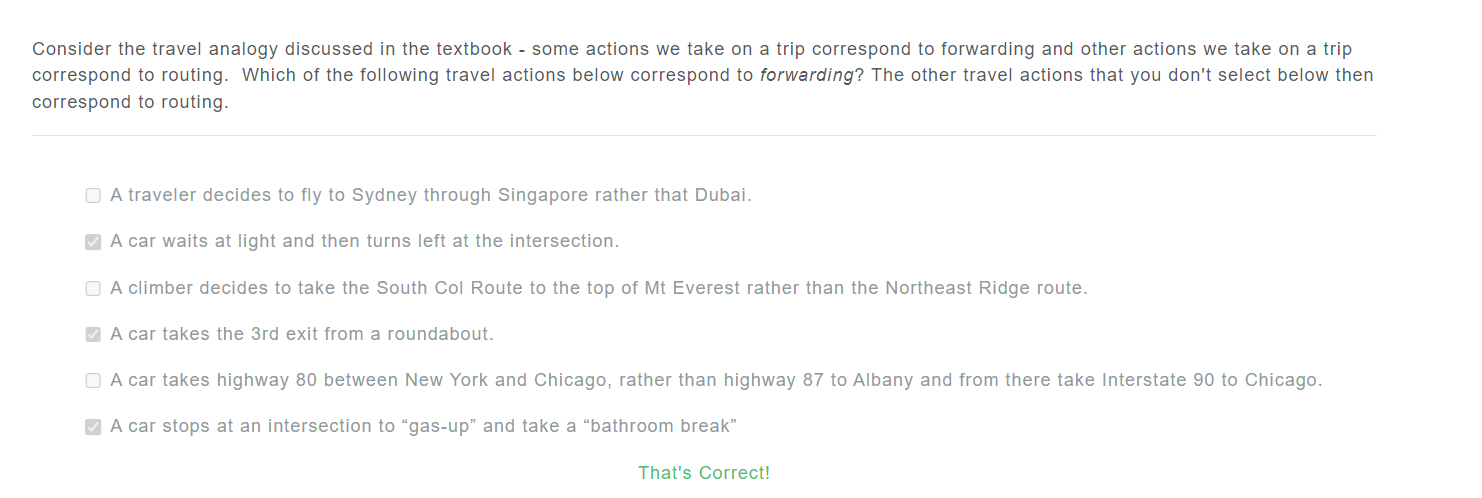 Consider the travel analogy discussed in the textbook - some actions we take on a trip correspond to forwarding and other actions we take on a trip
correspond to routing.  Which of the following travel actions below correspond to forwarding? The other travel actions that you don't select below then
correspond to routing.
A traveler decides to fly to Sydney through Singapore rather that Dubai.
A car waits at light and then turns left at the intersection.
A climber decides to take the South Col Route to the top of Mt Everest rather than the Northeast Ridge route.
A car takes the 3rd exit from a roundabout.
A car takes highway 80 between New York and Chicago, rather than highway 87 to Albany and from there take Interstate 90 to Chicago.
A car stops at an intersection to “gas-up” and take a “bathroom break”
That's Correct!